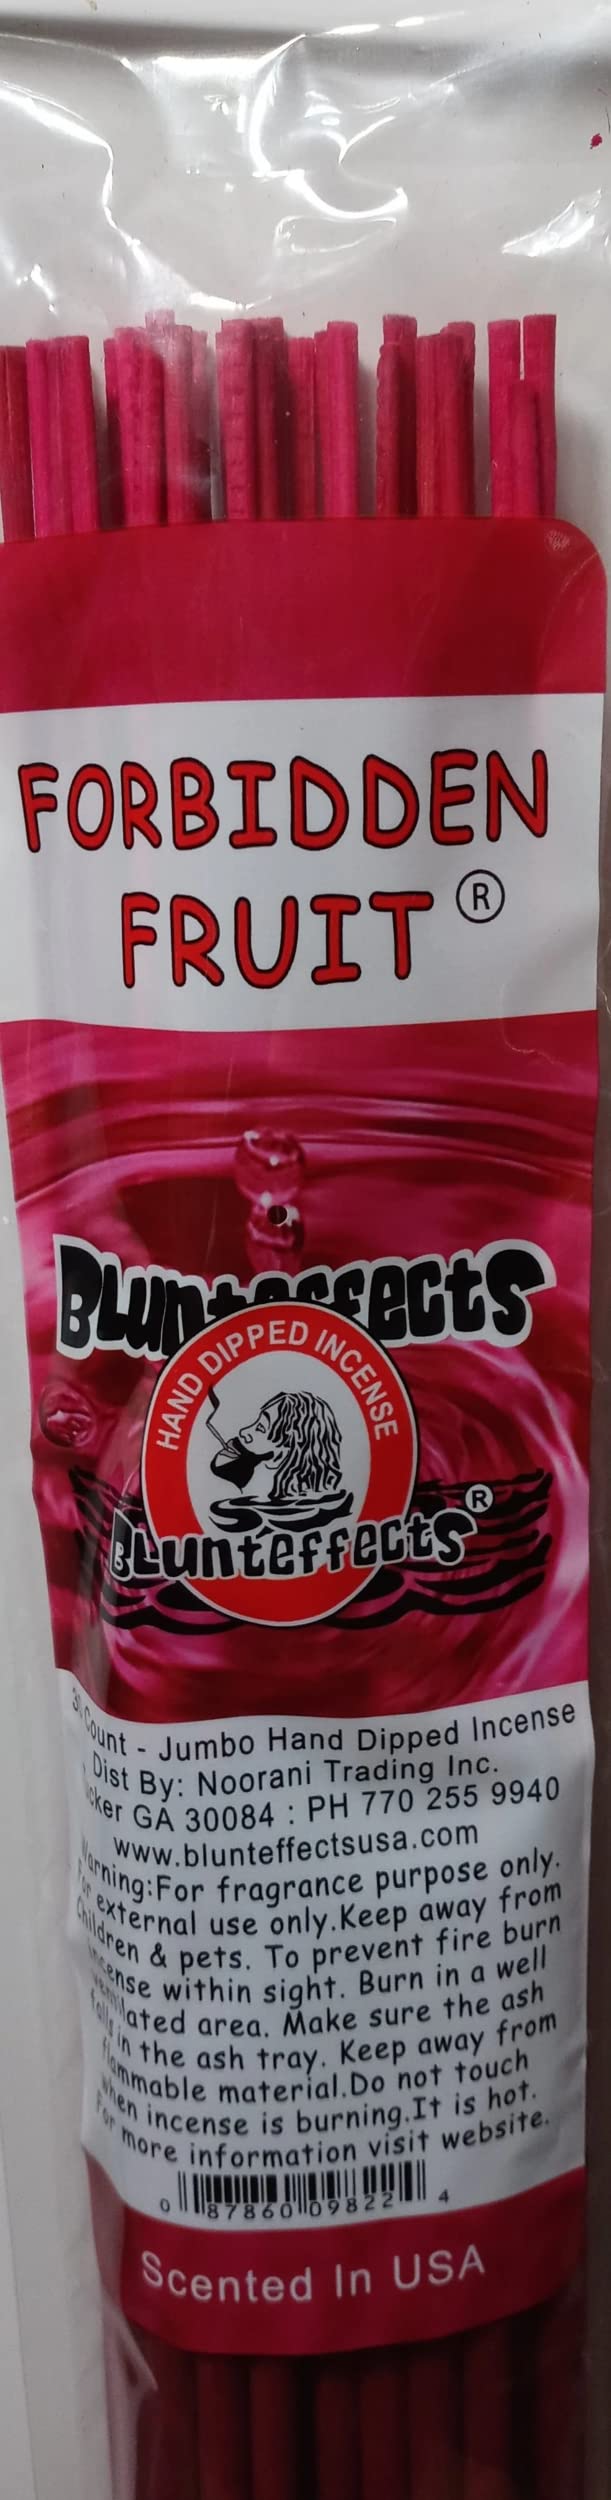 FORBIDDEN
FRUIT ®
Blunteffects
HAND DIPPED INCENSE
Blunteffects ®
Count - Jumbo Hand Dipped Incense
Dist By: Noorani Trading Inc.
GA 30084 : PH 770 255 9940
www.blunteffectsusa.com
Warning:For fragrance purpose only.
For external use only.Keep away from
Children & pets. To prevent fire burn
incense within sight. Burn in a well
ventilated area. Make sure the ash
falls in the ash tray. Keep away from
flammable material.Do not touch
when incense is burning.It is hot.
For more information visit website.
0 87860 09822 4
Scented In USA